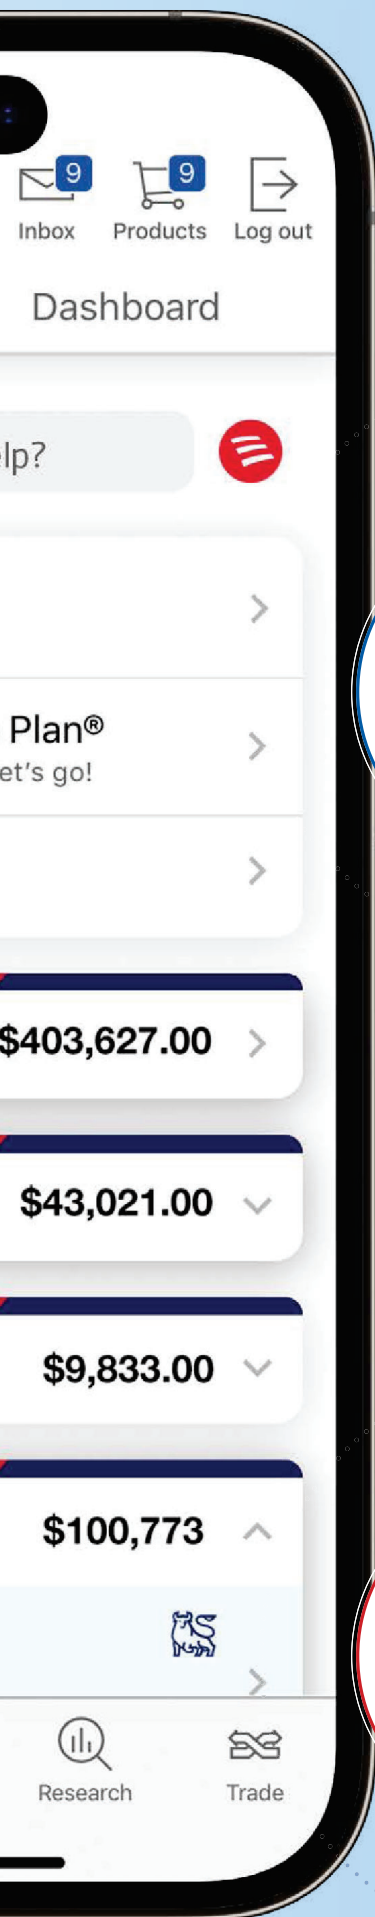 9
9
Inbox
Products
Log out
Dashboard
elp?
Plan®
et's go!
$403,627.00
$43,021.00
$9,833.00
$100,773
Research
Trade